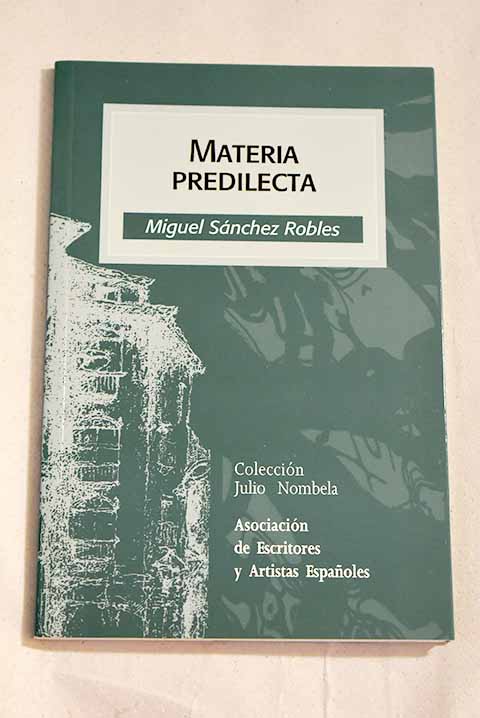 MATERIA
PREDILECTA
Miguel Sánchez Robles
Colección
Julio Nombela
Asociación
de Escritores
y Artistas Españoles